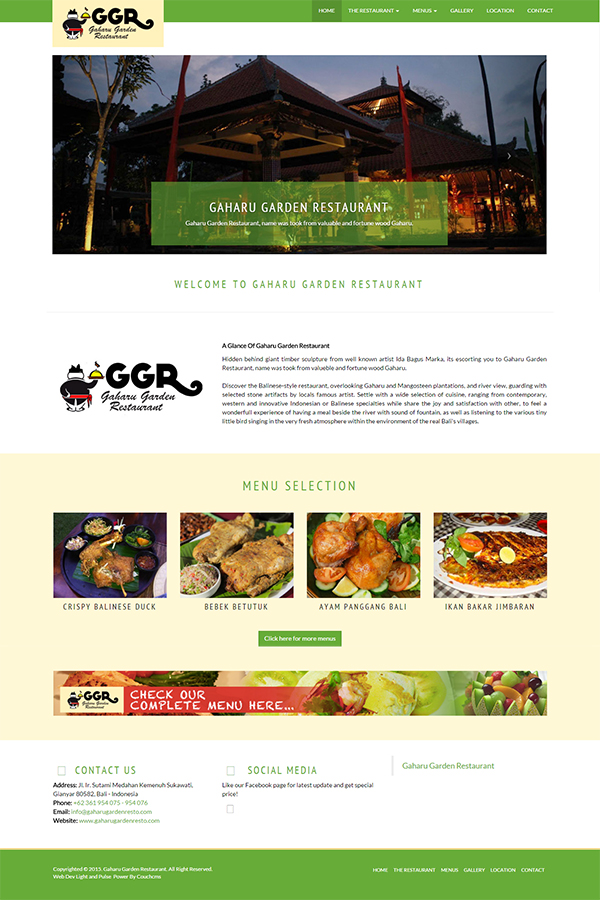 GGR
Gaharu Garden
Restaurant
HOME THE RESTAURANT MENUS GALLERY LOCATION CONTACT
GAHARU GARDEN RESTAURANT
Gaharu Garden Restaurant, name was took from valuable and fortune wood Gaharu.
WELCOME TO GAHARU GARDEN RESTAURANT
GGR
Gaharu Garden
Restaurant
A Glance Of Gaharu Garden Restaurant
Hidden behind giant timber sculpture from well known artist Ida Bagus Marka, its escorting you to Gaharu Garden
Restaurant, name was took from valueble and fortune wood Gaharu.
Discover the Balinese-style restaurant, overlooking Gaharu and Mangosteen plantations, and river view, guarding with
selected stone artifacts by locals famous artist. Settle with a wide selection of cuisine, ranging from contemporary,
western and innovative Indonesian or Balinese specialties while share the joy and satisfaction with other, to feel a
wonderfull experience of having a meal beside the river with sound of fountain, as well as listening to the various tiny
little bird singing in the very fresh atmosphere within the environment of the real Bali's villages.
MENU SELECTION
CRISPY BALINESE DUCK
BEBEK BETUTUK
AYAM PANGGANG BALI
IKAN BAKAR JIMBARAN
Click here for more menus
GGR
Gaharu Garden
Restaurant
CHECK OUR
COMPLETE MENU HERE...
CONTACT US
Address: Jl. Ir. Sutami Medahan Kemenuh Sukawati,
Gianyar 80582, Bali - Indonesia
Phone: +62 361 954 075 - 954 076
Email: info@gaharugardenresto.com
Website: www.gaharugardenresto.com
SOCIAL MEDIA
Like our Facebook page for latest update and get special
price!
Gaharu Garden Restaurant
Copyrighted © 2015. Gaharu Garden Restaurant. All Right Reserved.
Web Dev Light and Pulse Power By Couchcms
HOME THE RESTAURANT MENUS GALLERY LOCATION CONTACT